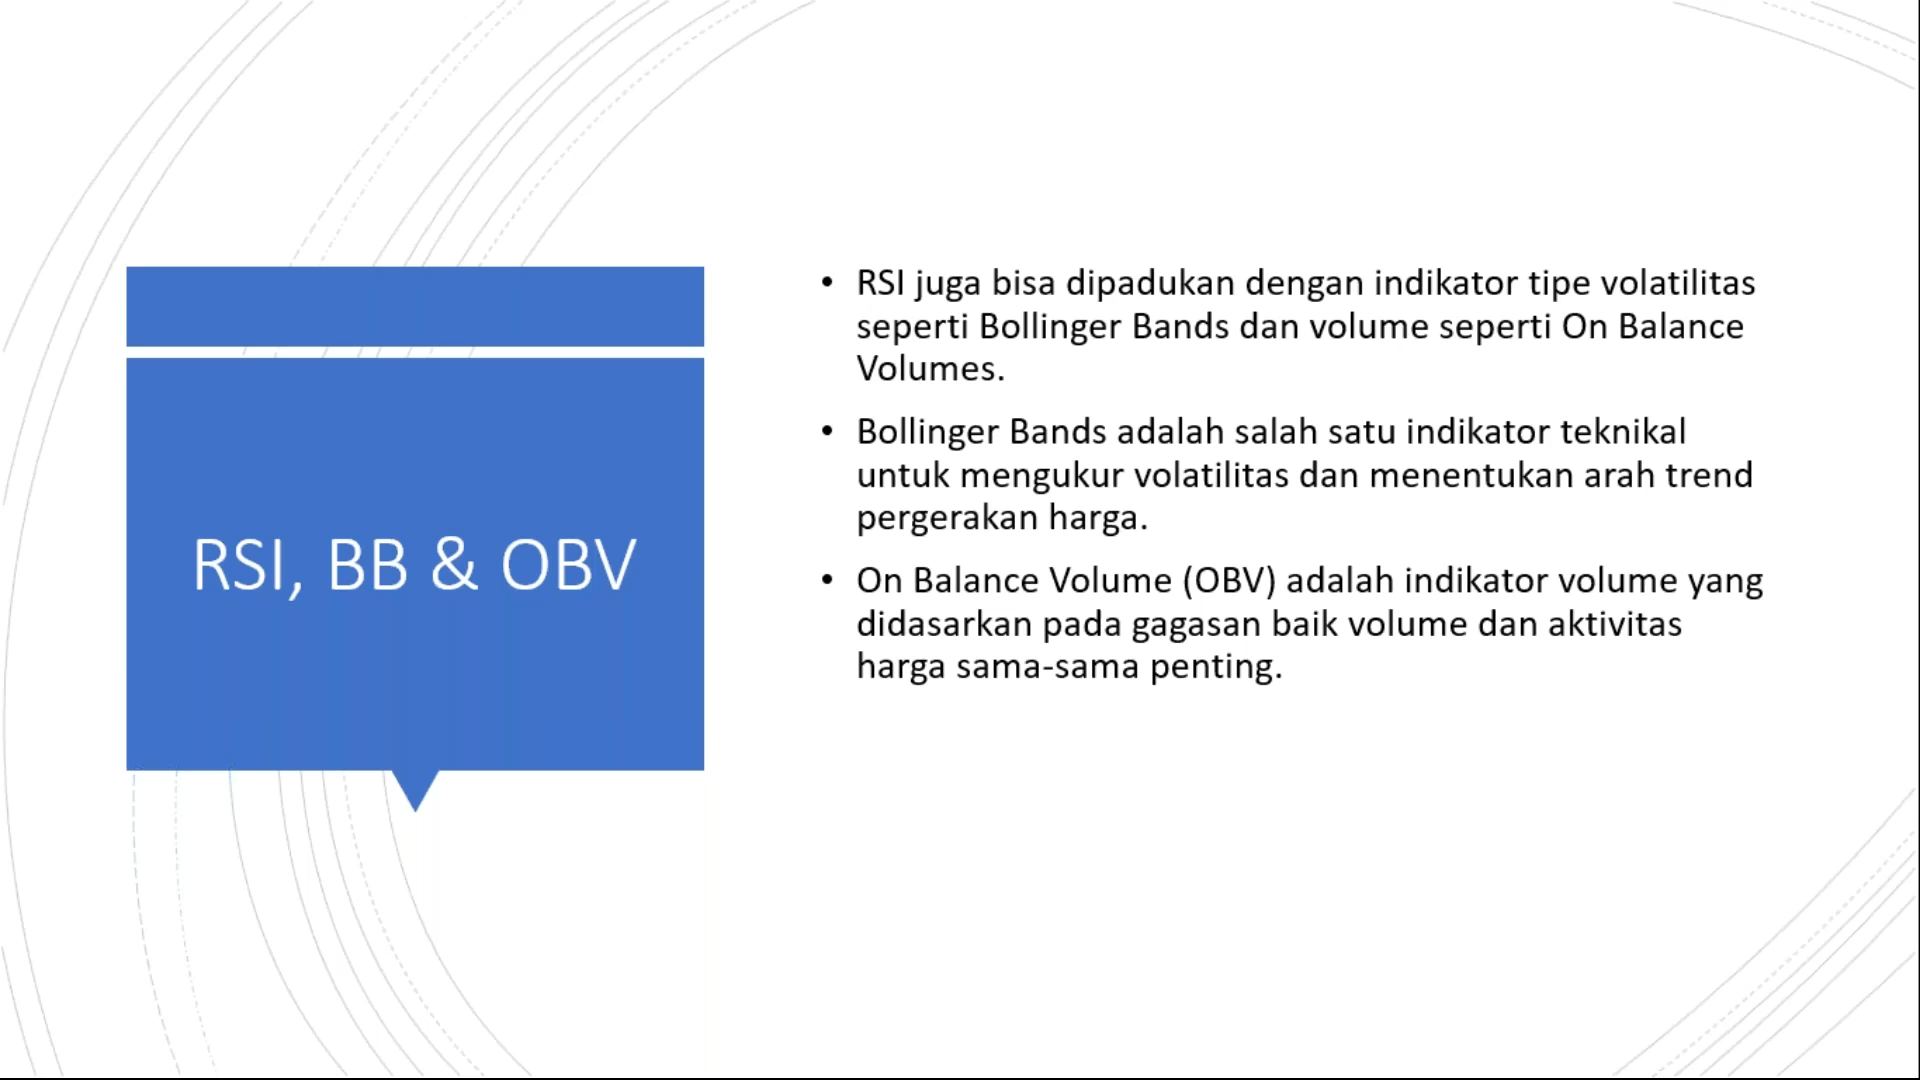 RSI, BB & OBV
• RSI juga bisa dipadukan dengan indikator tipe volatilitas
seperti Bollinger Bands dan volume seperti On Balance
Volumes.
• Bollinger Bands adalah salah satu indikator teknikal
untuk mengukur volatilitas dan menentukan arah trend
pergerakan harga.
• On Balance Volume (OBV) adalah indikator volume yang
didasarkan pada gagasan baik volume dan aktivitas
harga sama-sama penting.